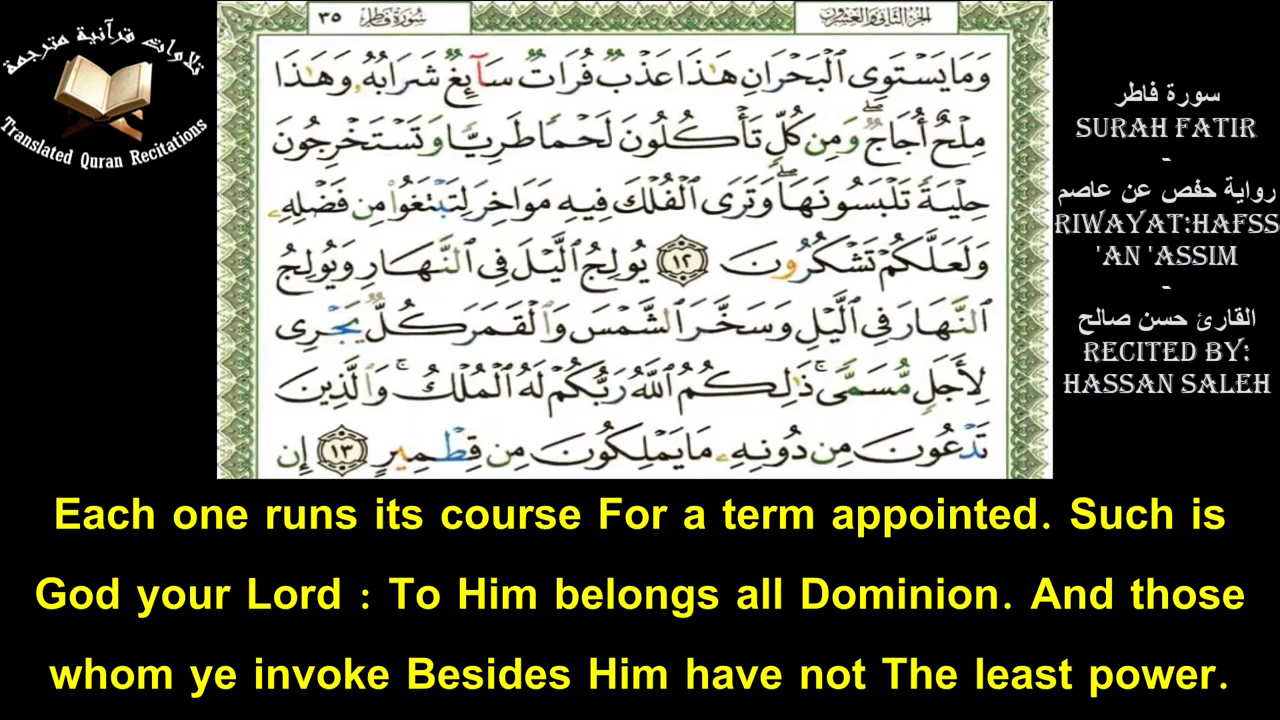 تلاوات قرآنية مترجمة
Translated Quran Recitations
سورة فاطر ٣٥
الجزء الثاني والعشرون
وَمَا يَسْتَوِى ٱلْبَحْرَانِ هَٰذَا عَذْبٌ فُرَاتٌ سَآئِغٌ شَرَابُهُۥ وَهَٰذَا
مِلْحٌ أُجَاجٌ ۖ وَمِن كُلٍّ تَأْكُلُونَ لَحْمًا طَرِيًّا وَتَسْتَخْرِجُونَ
حِلْيَةً تَلْبَسُونَهَا ۖ وَتَرَى ٱلْفُلْكَ فِيهِ مَوَاخِرَ لِتَبْتَغُوا۟ مِن فَضْلِهِۦ
وَلَعَلَّكُمْ تَشْكُرُونَ ١٢ يُولِجُ ٱلَّيْلَ فِى ٱلنَّهَارِ وَيُولِجُ
ٱلنَّهَارَ فِى ٱلَّيْلِ وَسَخَّرَ ٱلشَّمْسَ وَٱلْقَمَرَ كُلٌّ يَجْرِى
لِأَجَلٍ مُّسَمًّى ۚ ذَٰلِكُمُ ٱللَّهُ رَبُّكُمْ لَهُ ٱلْمُلْكُ ۚ وَٱلَّذِينَ
تَدْعُونَ مِن دُونِهِۦ مَا يَمْلِكُونَ مِن قِطْمِيرٍ ١٣ إِن
سورة فاطر
SURAH FATIR
-
رواية حفص عن عاصم
RIWAYAT:HAFSS
'AN 'ASSIM
-
القارئ حسن صالح
RECITED BY:
HASSAN SALEH
Each one runs its course For a term appointed. Such is
God your Lord : To Him belongs all Dominion. And those
whom ye invoke Besides Him have not The least power.